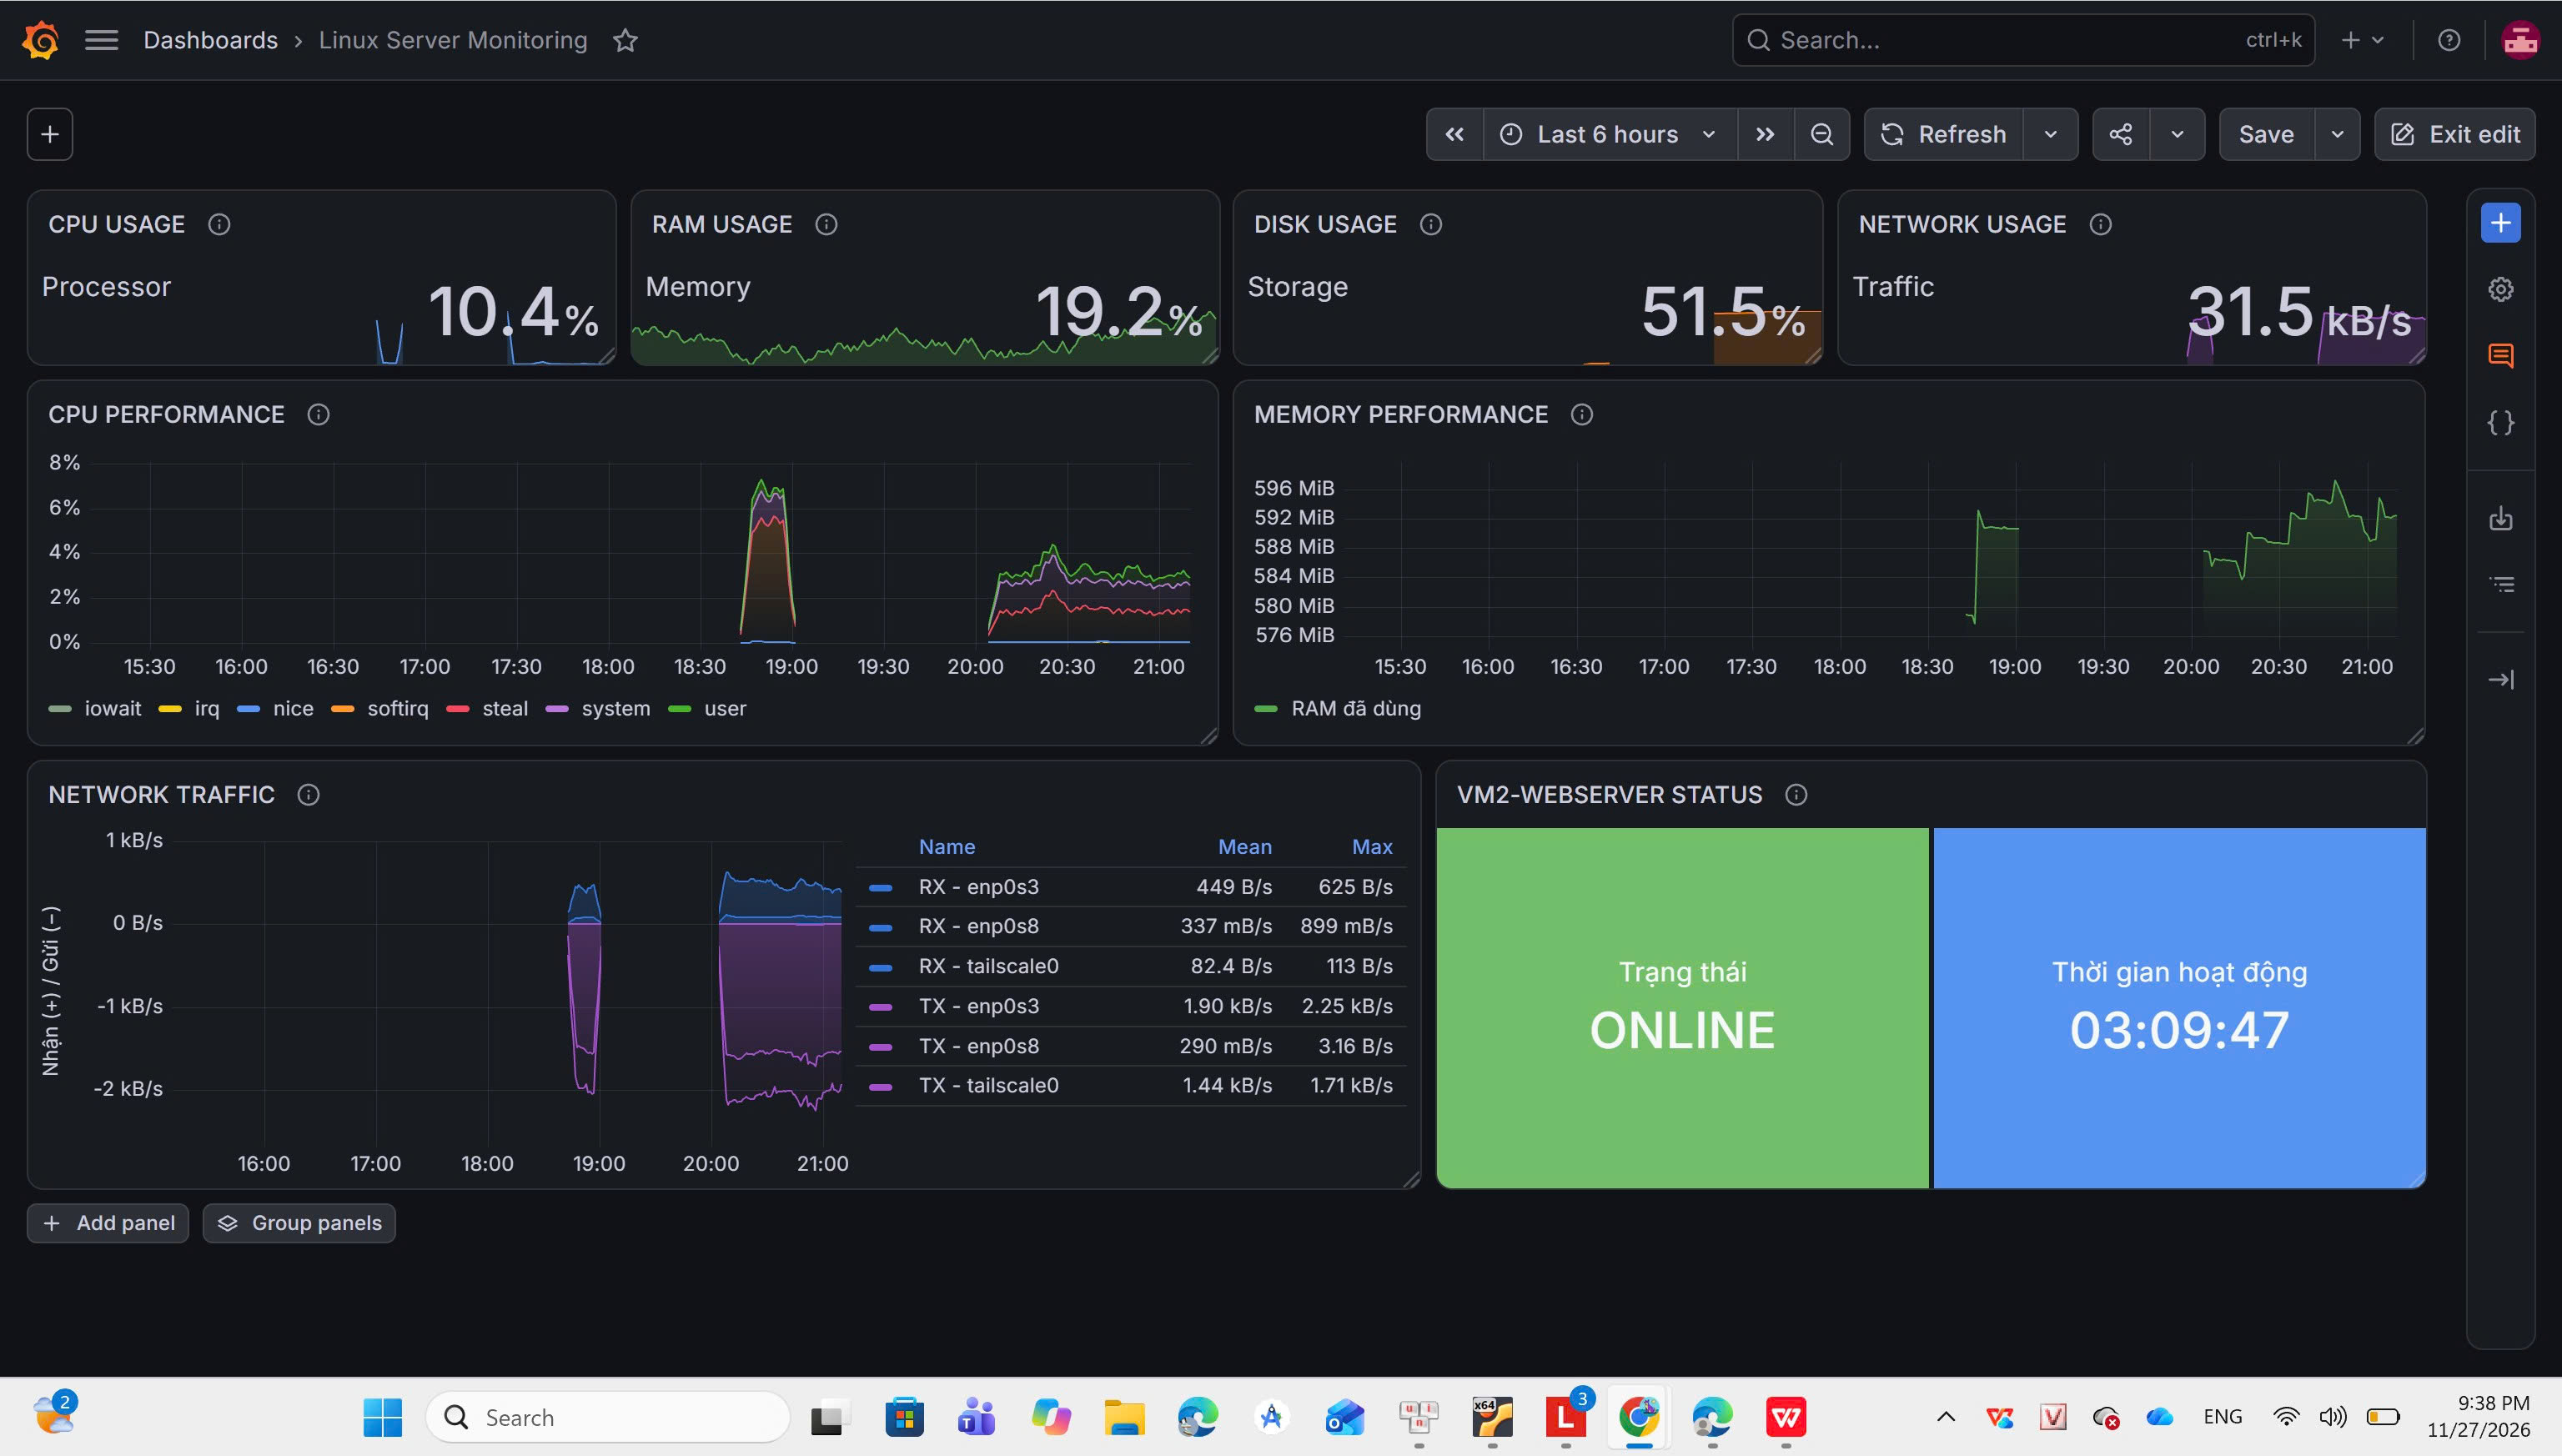 Dashboards › Linux Server Monitoring
Search... ctrl+k
Last 6 hours Refresh Save Exit edit
CPU USAGE
Processor
10.4%
RAM USAGE
Memory
19.2%
DISK USAGE
Storage
51.5%
NETWORK USAGE
Traffic
31.5 kB/s
CPU PERFORMANCE
8%
6%
4%
2%
0%
15:30 16:00 16:30 17:00 17:30 18:00 18:30 19:00 19:30 20:00 20:30 21:00
iowait irq nice softirq steal system user
MEMORY PERFORMANCE
596 MiB
592 MiB
588 MiB
584 MiB
580 MiB
576 MiB
15:30 16:00 16:30 17:00 17:30 18:00 18:30 19:00 19:30 20:00 20:30 21:00
RAM đã dùng
NETWORK TRAFFIC
Nhận (+) / Gửi (−)
1 kB/s
0 B/s
-1 kB/s
-2 kB/s
16:00 17:00 18:00 19:00 20:00 21:00
Name Mean Max
RX - enp0s3 449 B/s 625 B/s
RX - enp0s8 337 mB/s 899 mB/s
RX - tailscale0 82.4 B/s 113 B/s
TX - enp0s3 1.90 kB/s 2.25 kB/s
TX - enp0s8 290 mB/s 3.16 B/s
TX - tailscale0 1.44 kB/s 1.71 kB/s
VM2-WEBSERVER STATUS
Trạng thái
ONLINE
Thời gian hoạt động
03:09:47
Add panel Group panels
2
Search
x64
L
3
ENG
9:38 PM
11/27/2026